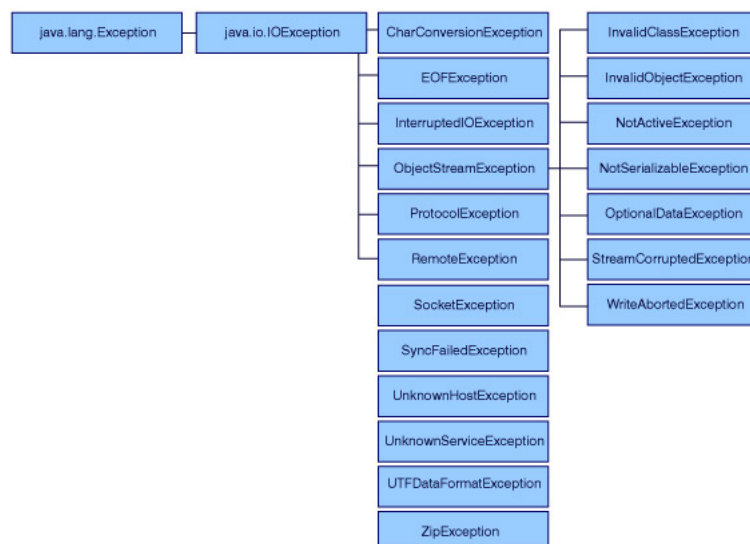 java.lang.Exception
java.io.IOException
CharConversionException
EOFException
InterruptedIOException
ObjectStreamException
ProtocolException
RemoteException
SocketException
SyncFailedException
UnknownHostException
UnknownServiceException
UTFDataFormatException
ZipException
InvalidClassException
InvalidObjectException
NotActiveException
NotSerializableException
OptionalDataException
StreamCorruptedException
WriteAbortedException